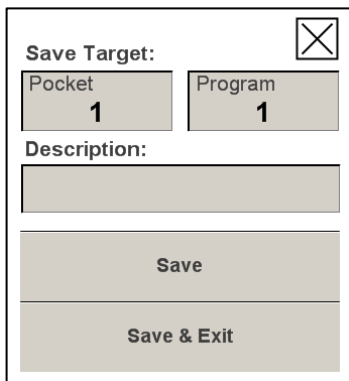 Save Target:
Pocket Program
1 1
Description:
Save
Save & Exit